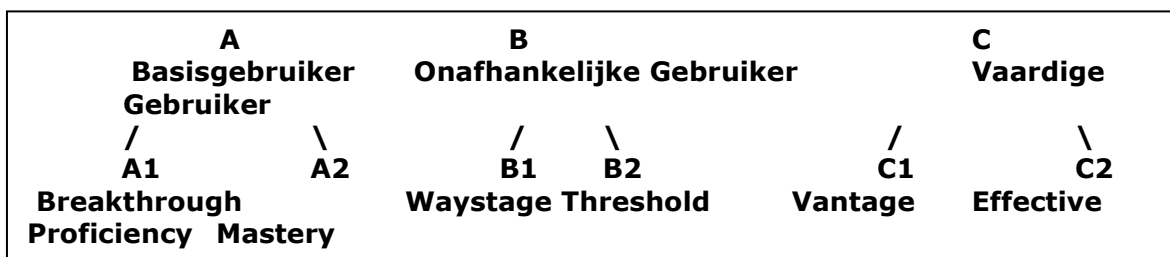 A B C
Basisgebruiker Onafhankelijke Gebruiker Vaardige
Gebruiker
/ \ / \ / \
A1 A2 B1 B2 C1 C2
Breakthrough Waystage Threshold Vantage Effective
Proficiency Mastery